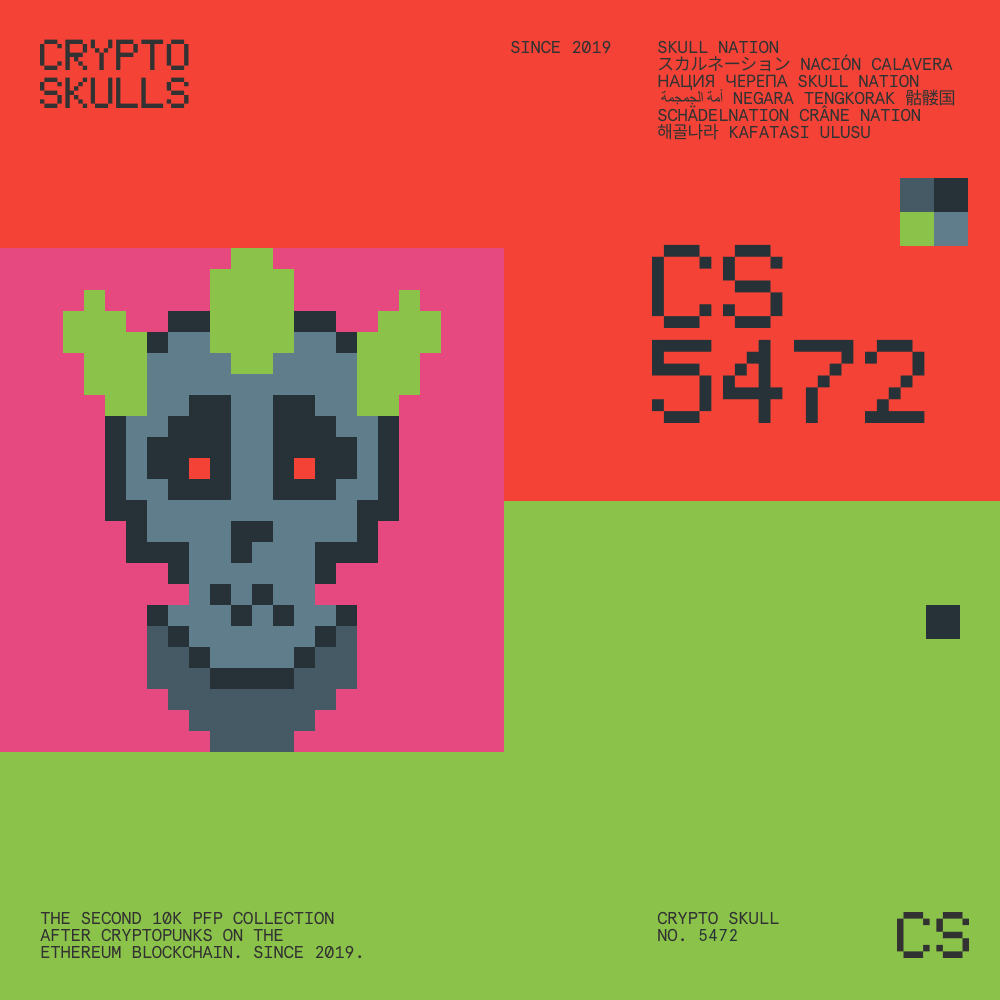 CRYPTO
SKULLS
SINCE 2019
SKULL NATION
スカルネーション NACIÓN CALAVERA
НАЦИЯ ЧЕРЕПА SKULL NATION
أمة الجمجمة NEGARA TENGKORAK 骷髅国
SCHÄDELNATION CRÂNE NATION
해골나라 KAFATASI ULUSU
CS
5472
THE SECOND 10K PFP COLLECTION
AFTER CRYPTOPUNKS ON THE
ETHEREUM BLOCKCHAIN. SINCE 2019.
CRYPTO SKULL
NO. 5472
CS